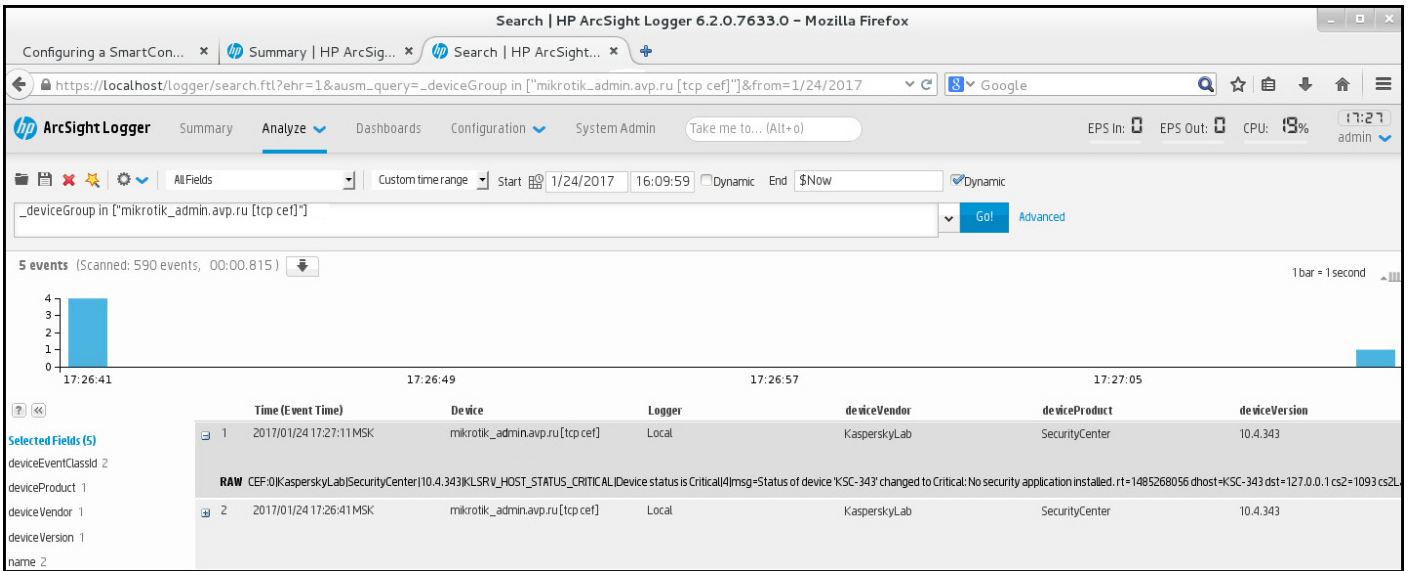 Search | HP ArcSight Logger 6.2.0.7633.0 – Mozilla Firefox
Configuring a SmartCon... × Summary | HP ArcSig... × Search | HP ArcSight... ×
https://localhost/logger/search.ftl?ehr=1&ausm_query=_deviceGroup in ["mikrotik_admin.avp.ru [tcp cef]"]&from=1/24/2017 Google
hp ArcSight Logger Summary Analyze Dashboards Configuration System Admin Take me to... (Alt+o) EPS In: 0 EPS Out: 0 CPU: 19% 17:27
admin
All Fields Custom time range Start 1/24/2017 16:09:59 Dynamic End $Now Dynamic
_deviceGroup in ["mikrotik_admin.avp.ru [tcp cef]"] Go! Advanced
5 events (Scanned: 590 events, 00:00.815)
1 bar = 1 second
4
3
2
1
0
17:26:41 17:26:49 17:26:57 17:27:05
? « Time (Event Time) Device Logger deviceVendor deviceProduct deviceVersion
Selected Fields (5)
1 2017/01/24 17:27:11 MSK mikrotik_admin.avp.ru [tcp cef] Local KasperskyLab SecurityCenter 10.4.343
deviceEventClassId 2
deviceProduct 1
RAW CEF:0|KasperskyLab|SecurityCenter|10.4.343|KLSRV_HOST_STATUS_CRITICAL|Device status is Critical|4|msg=Status of device 'KSC-343' changed to Critical: No security application installed. rt=1485268056 dhost=KSC-343 dst=127.0.0.1 cs2=1093 cs2L
deviceVendor 1
2 2017/01/24 17:26:41 MSK mikrotik_admin.avp.ru [tcp cef] Local KasperskyLab SecurityCenter 10.4.343
deviceVersion 1
name 2